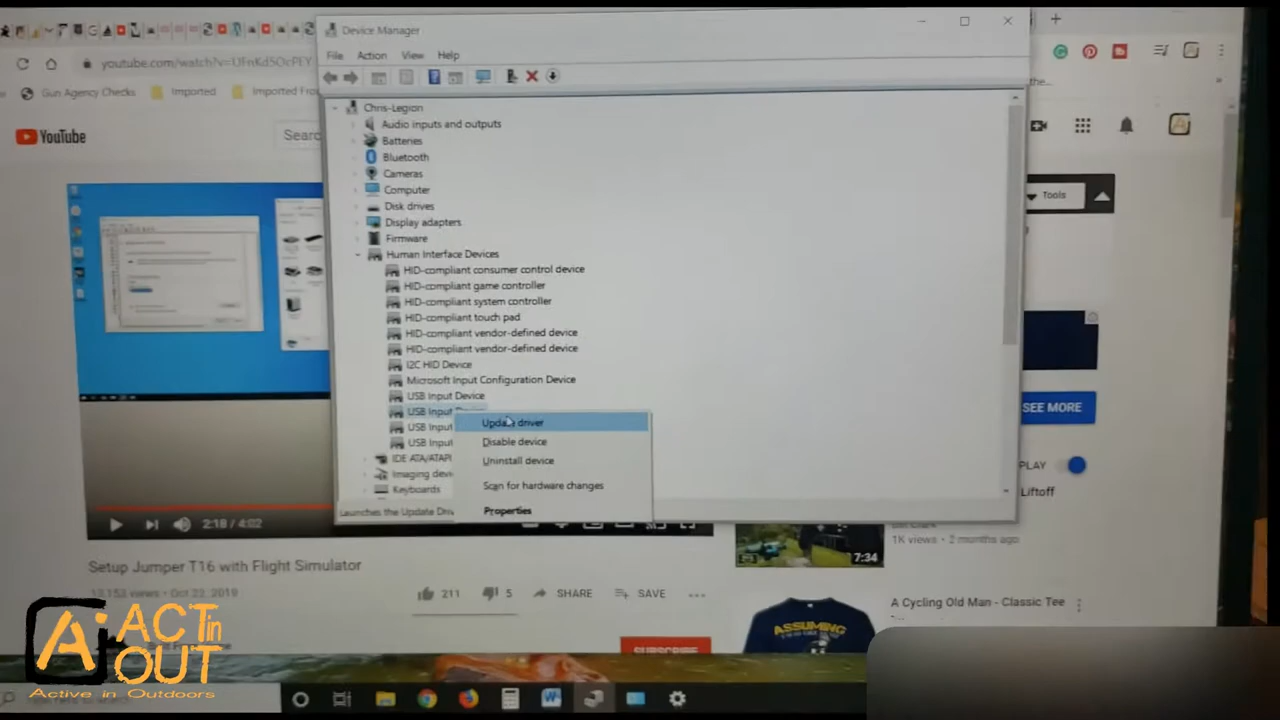 Device Manager
File Action View Help
youtube.com/watch?v=UFnKd5OcPEY
Gun Agency Checks
Imported
Imported Fro
YouTube
Sear
Chris-Legion
Audio inputs and outputs
Batteries
Bluetooth
Cameras
Computer
Disk drives
Display adapters
Firmware
Human Interface Devices
HID-compliant consumer control device
HID-compliant game controller
HID-compliant system controller
HID-compliant touch pad
HID-compliant vendor-defined device
HID-compliant vendor-defined device
I2C HID Device
Microsoft Input Configuration Device
USB Input Device
USB Input
USB Input
USB Input
IDE ATA/ATAPI
Imaging devi
Keyboards
Launches the Update Driv
Update driver
Disable device
Uninstall device
Scan for hardware changes
Properties
Tools
SEE MORE
PLAY
Liftoff
1K views • 2 months ago
7:34
2:18 / 4:02
Setup Jumper T16 with Flight Simulator
13,153 views • Oct 22, 2019
211
5
SHARE
SAVE
SUBSCRIBE
A Cycling Old Man - Classic Tee
ASSUMING
A
ACT in OUT
Active in Outdoors